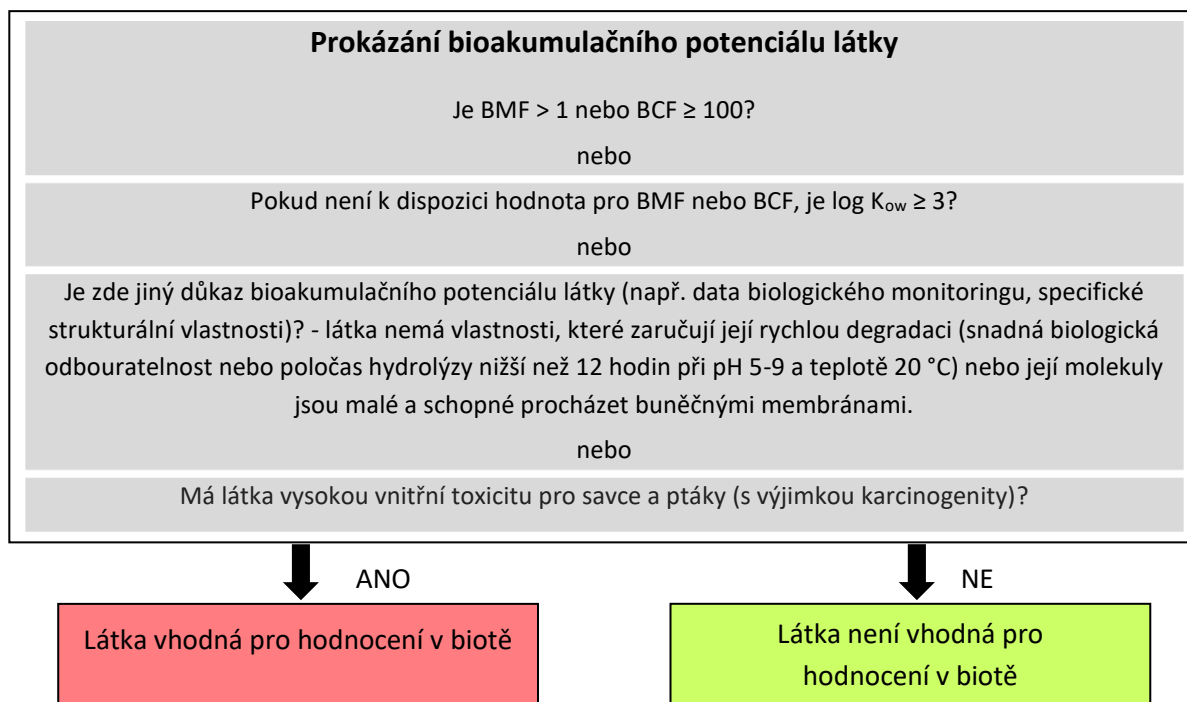 Prokázání bioakumulačního potenciálu látky
Je BMF > 1 nebo BCF ≥ 100?
nebo
Pokud není k dispozici hodnota pro BMF nebo BCF, je log Kow ≥ 3?
nebo
Je zde jiný důkaz bioakumulačního potenciálu látky (např. data biologického monitoringu, specifické
strukturální vlastnosti)? - látka nemá vlastnosti, které zaručují její rychlou degradaci (snadná biologická
odbouratelnost nebo poločas hydrolýzy nižší než 12 hodin při pH 5-9 a teplotě 20 °C) nebo její molekuly
jsou malé a schopné procházet buněčnými membránami.
nebo
Má látka vysokou vnitřní toxicitu pro savce a ptáky (s výjimkou karcinogenity)?
ANO
NE
Látka vhodná pro hodnocení v biotě
Látka není vhodná pro
hodnocení v biotě